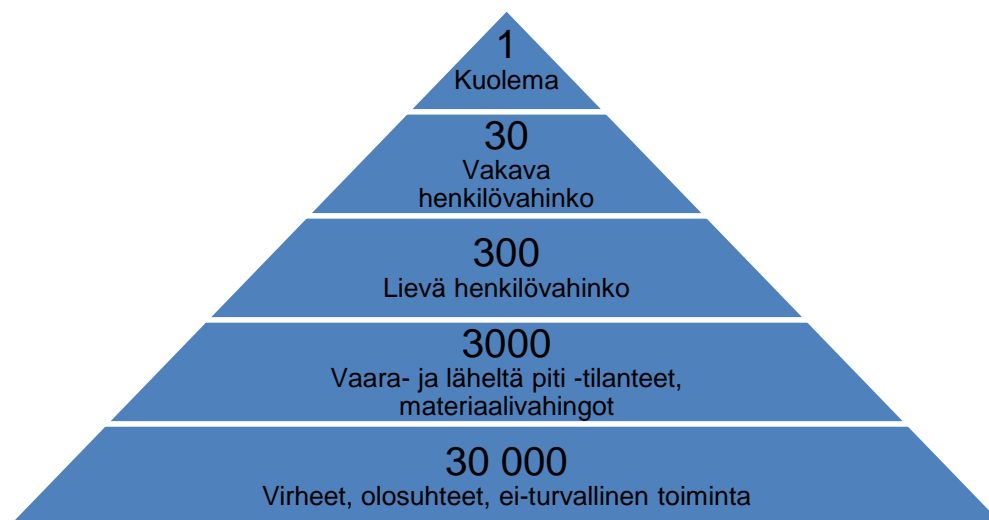 1
Kuolema
30
Vakava
henkilövahinko
300
Lievä henkilövahinko
3000
Vaara- ja läheltä piti -tilanteet,
materiaalivahingot
30 000
Virheet, olosuhteet, ei-turvallinen toiminta